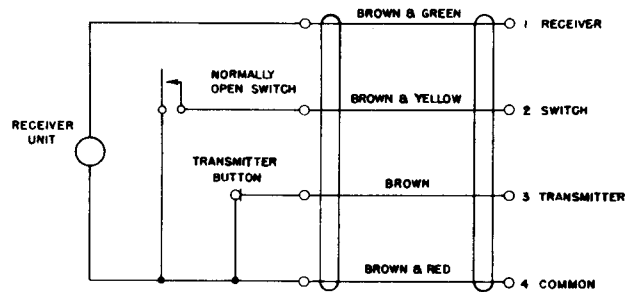 BROWN & GREEN
1 RECEIVER
NORMALLY
OPEN SWITCH
BROWN & YELLOW
2 SWITCH
RECEIVER
UNIT
TRANSMITTER
BUTTON
BROWN
3 TRANSMITTER
BROWN & RED
4 COMMON